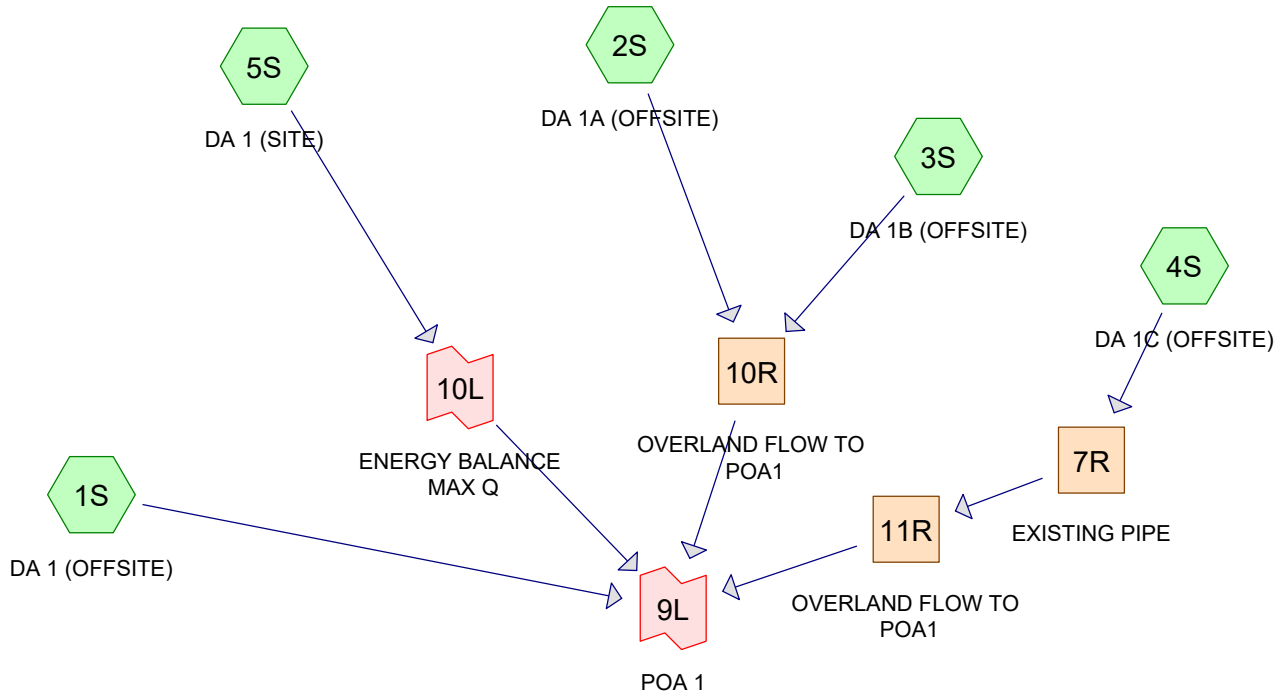 2S
DA 1A (OFFSITE)
5S
DA 1 (SITE)
3S
DA 1B (OFFSITE)
4S
DA 1C (OFFSITE)
10R
OVERLAND FLOW TO
POA1
10L
ENERGY BALANCE
MAX Q
7R
EXISTING PIPE
1S
DA 1 (OFFSITE)
11R
OVERLAND FLOW TO
POA1
9L
POA 1